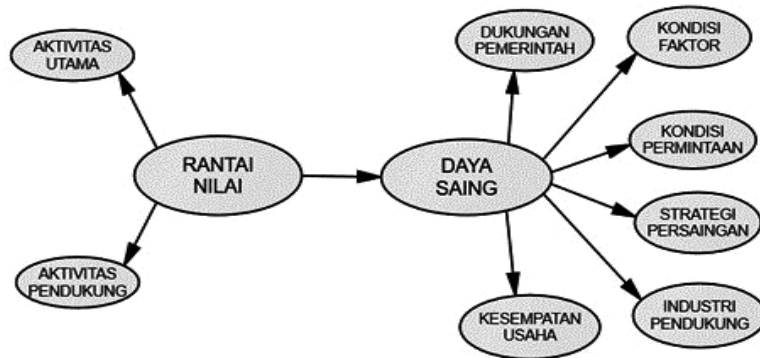 AKTIVITAS
UTAMA
RANTAI
NILAI
AKTIVITAS
PENDUKUNG
DAYA
SAING
DUKUNGAN
PEMERINTAH
KONDISI
FAKTOR
KONDISI
PERMINTAAN
STRATEGI
PERSAINGAN
INDUSTRI
PENDUKUNG
KESEMPATAN
USAHA